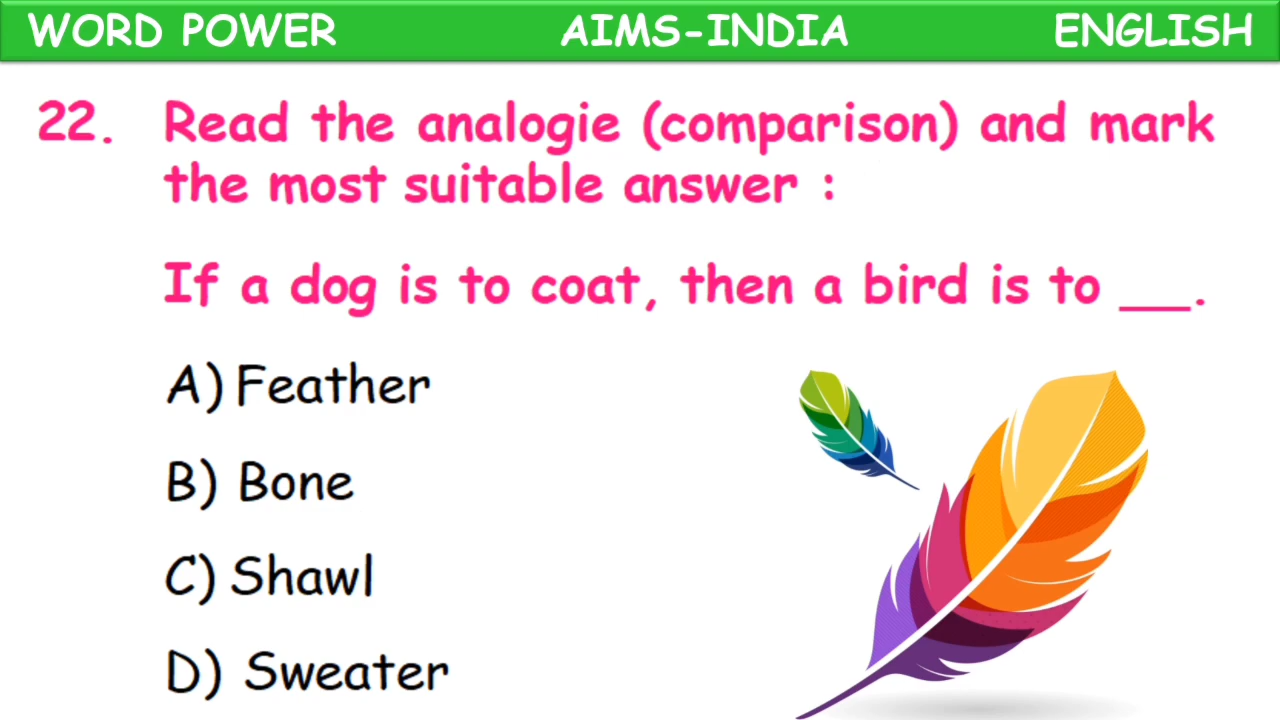 WORD POWER AIMS-INDIA ENGLISH
22. Read the analogie (comparison) and mark
the most suitable answer :
If a dog is to coat, then a bird is to __.
A) Feather
B) Bone
C) Shawl
D) Sweater